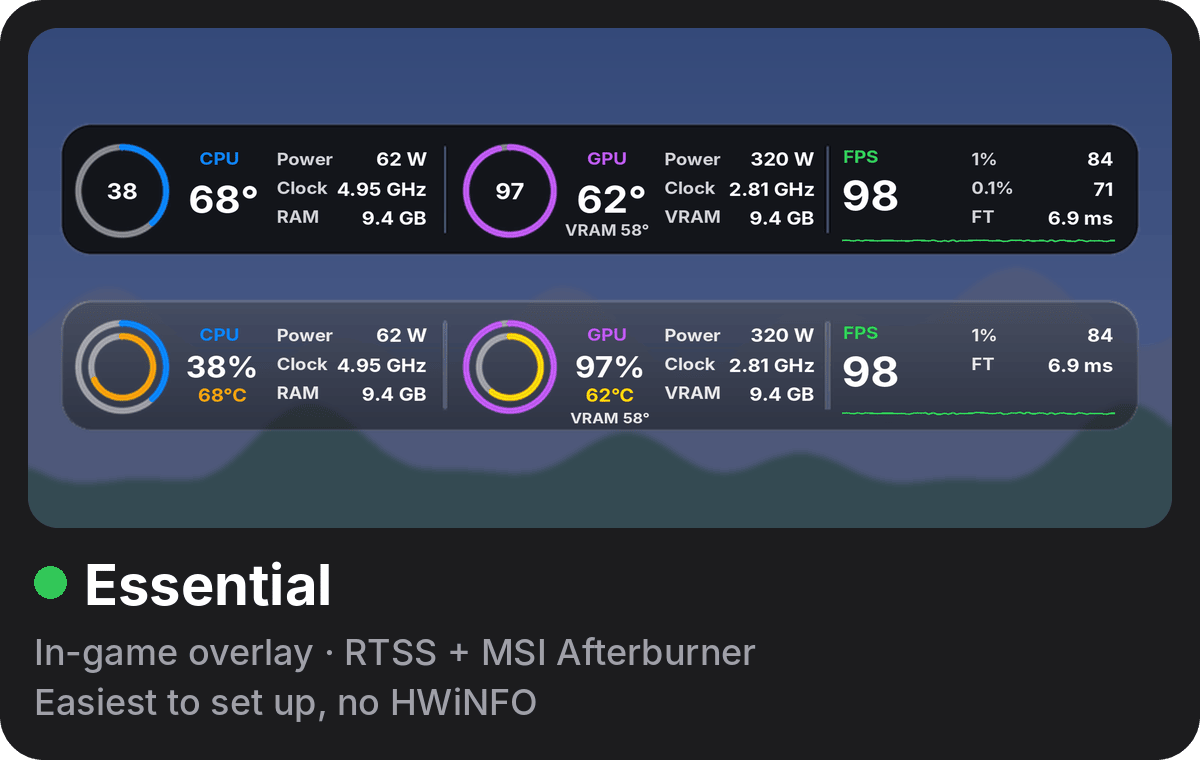 38 CPU 68° Power 62 W Clock 4.95 GHz RAM 9.4 GB
97 GPU 62° VRAM 58° Power 320 W Clock 2.81 GHz VRAM 9.4 GB
FPS 98 1% 84 0.1% 71 FT 6.9 ms
CPU 38% 68°C Power 62 W Clock 4.95 GHz RAM 9.4 GB
GPU 97% 62°C VRAM 58° Power 320 W Clock 2.81 GHz VRAM 9.4 GB
FPS 98 1% 84 FT 6.9 ms
Essential
In-game overlay · RTSS + MSI Afterburner
Easiest to set up, no HWiNFO